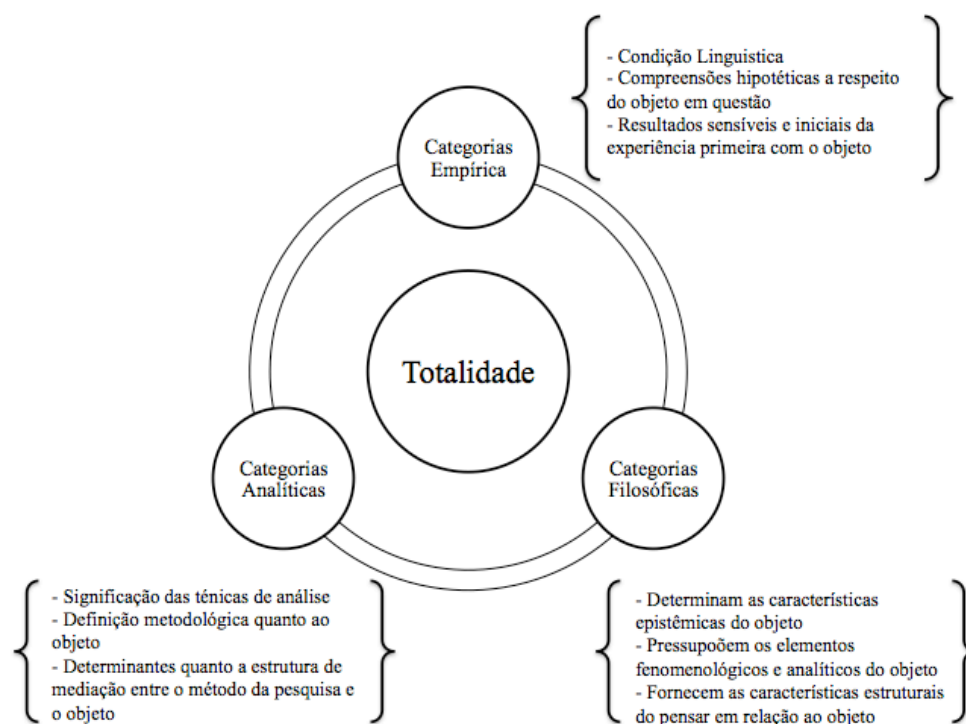 - Condição Linguistica
- Compreensões hipotéticas a respeito
do objeto em questão
- Resultados sensíveis e iniciais da
experiência primeira com o objeto
Categorias
Empírica
Totalidade
Categorias
Analíticas
Categorias
Filosóficas
- Significação das ténicas de análise
- Definição metodológica quanto ao
objeto
- Determinantes quanto a estrutura de
mediação entre o método da pesquisa e
o objeto
- Determinam as características
epistêmicas do objeto
- Pressupoõem os elementos
fenomenológicos e analíticos do objeto
- Fornecem as características estruturais
do pensar em relação ao objeto